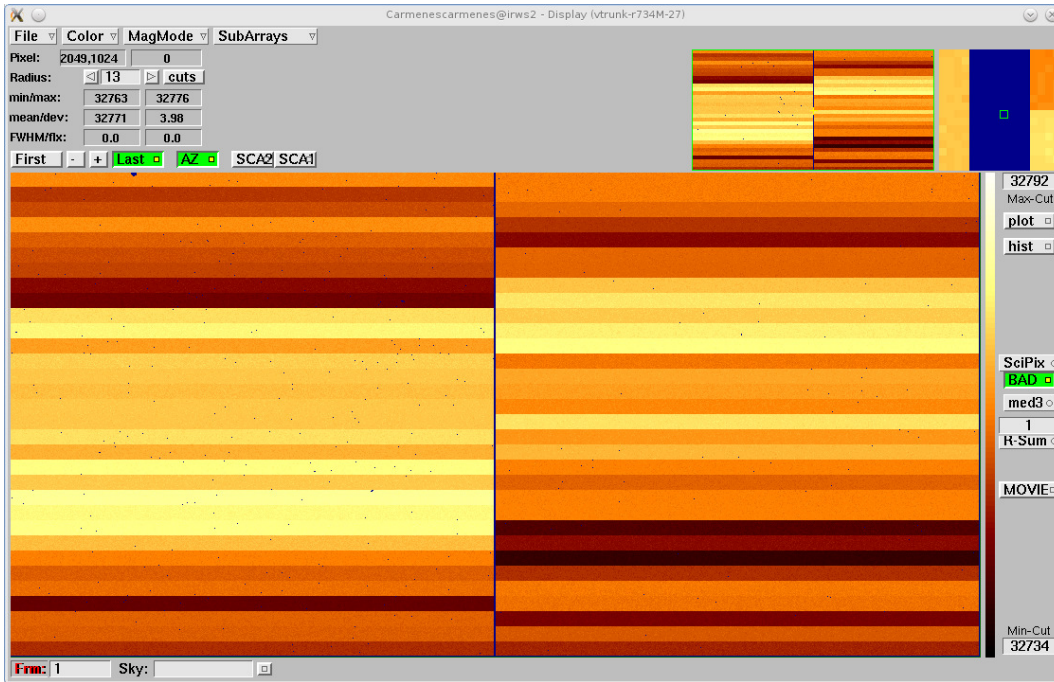 Carmenescarmenes@irws2 - Display (vtrunk-r734M-27)
File Color MagMode SubArrays
Pixel: 2049,1024 0
Radius: 13 cuts
min/max: 32763 32776
mean/dev: 32771 3.98
FWHM/flx: 0.0 0.0
First - + Last AZ SCA2 SCA1
32792
Max-Cut
plot
hist
SciPix
BAD
med3
1
R-Sum
MOVIE
Min-Cut
32734
Frm: 1 Sky: